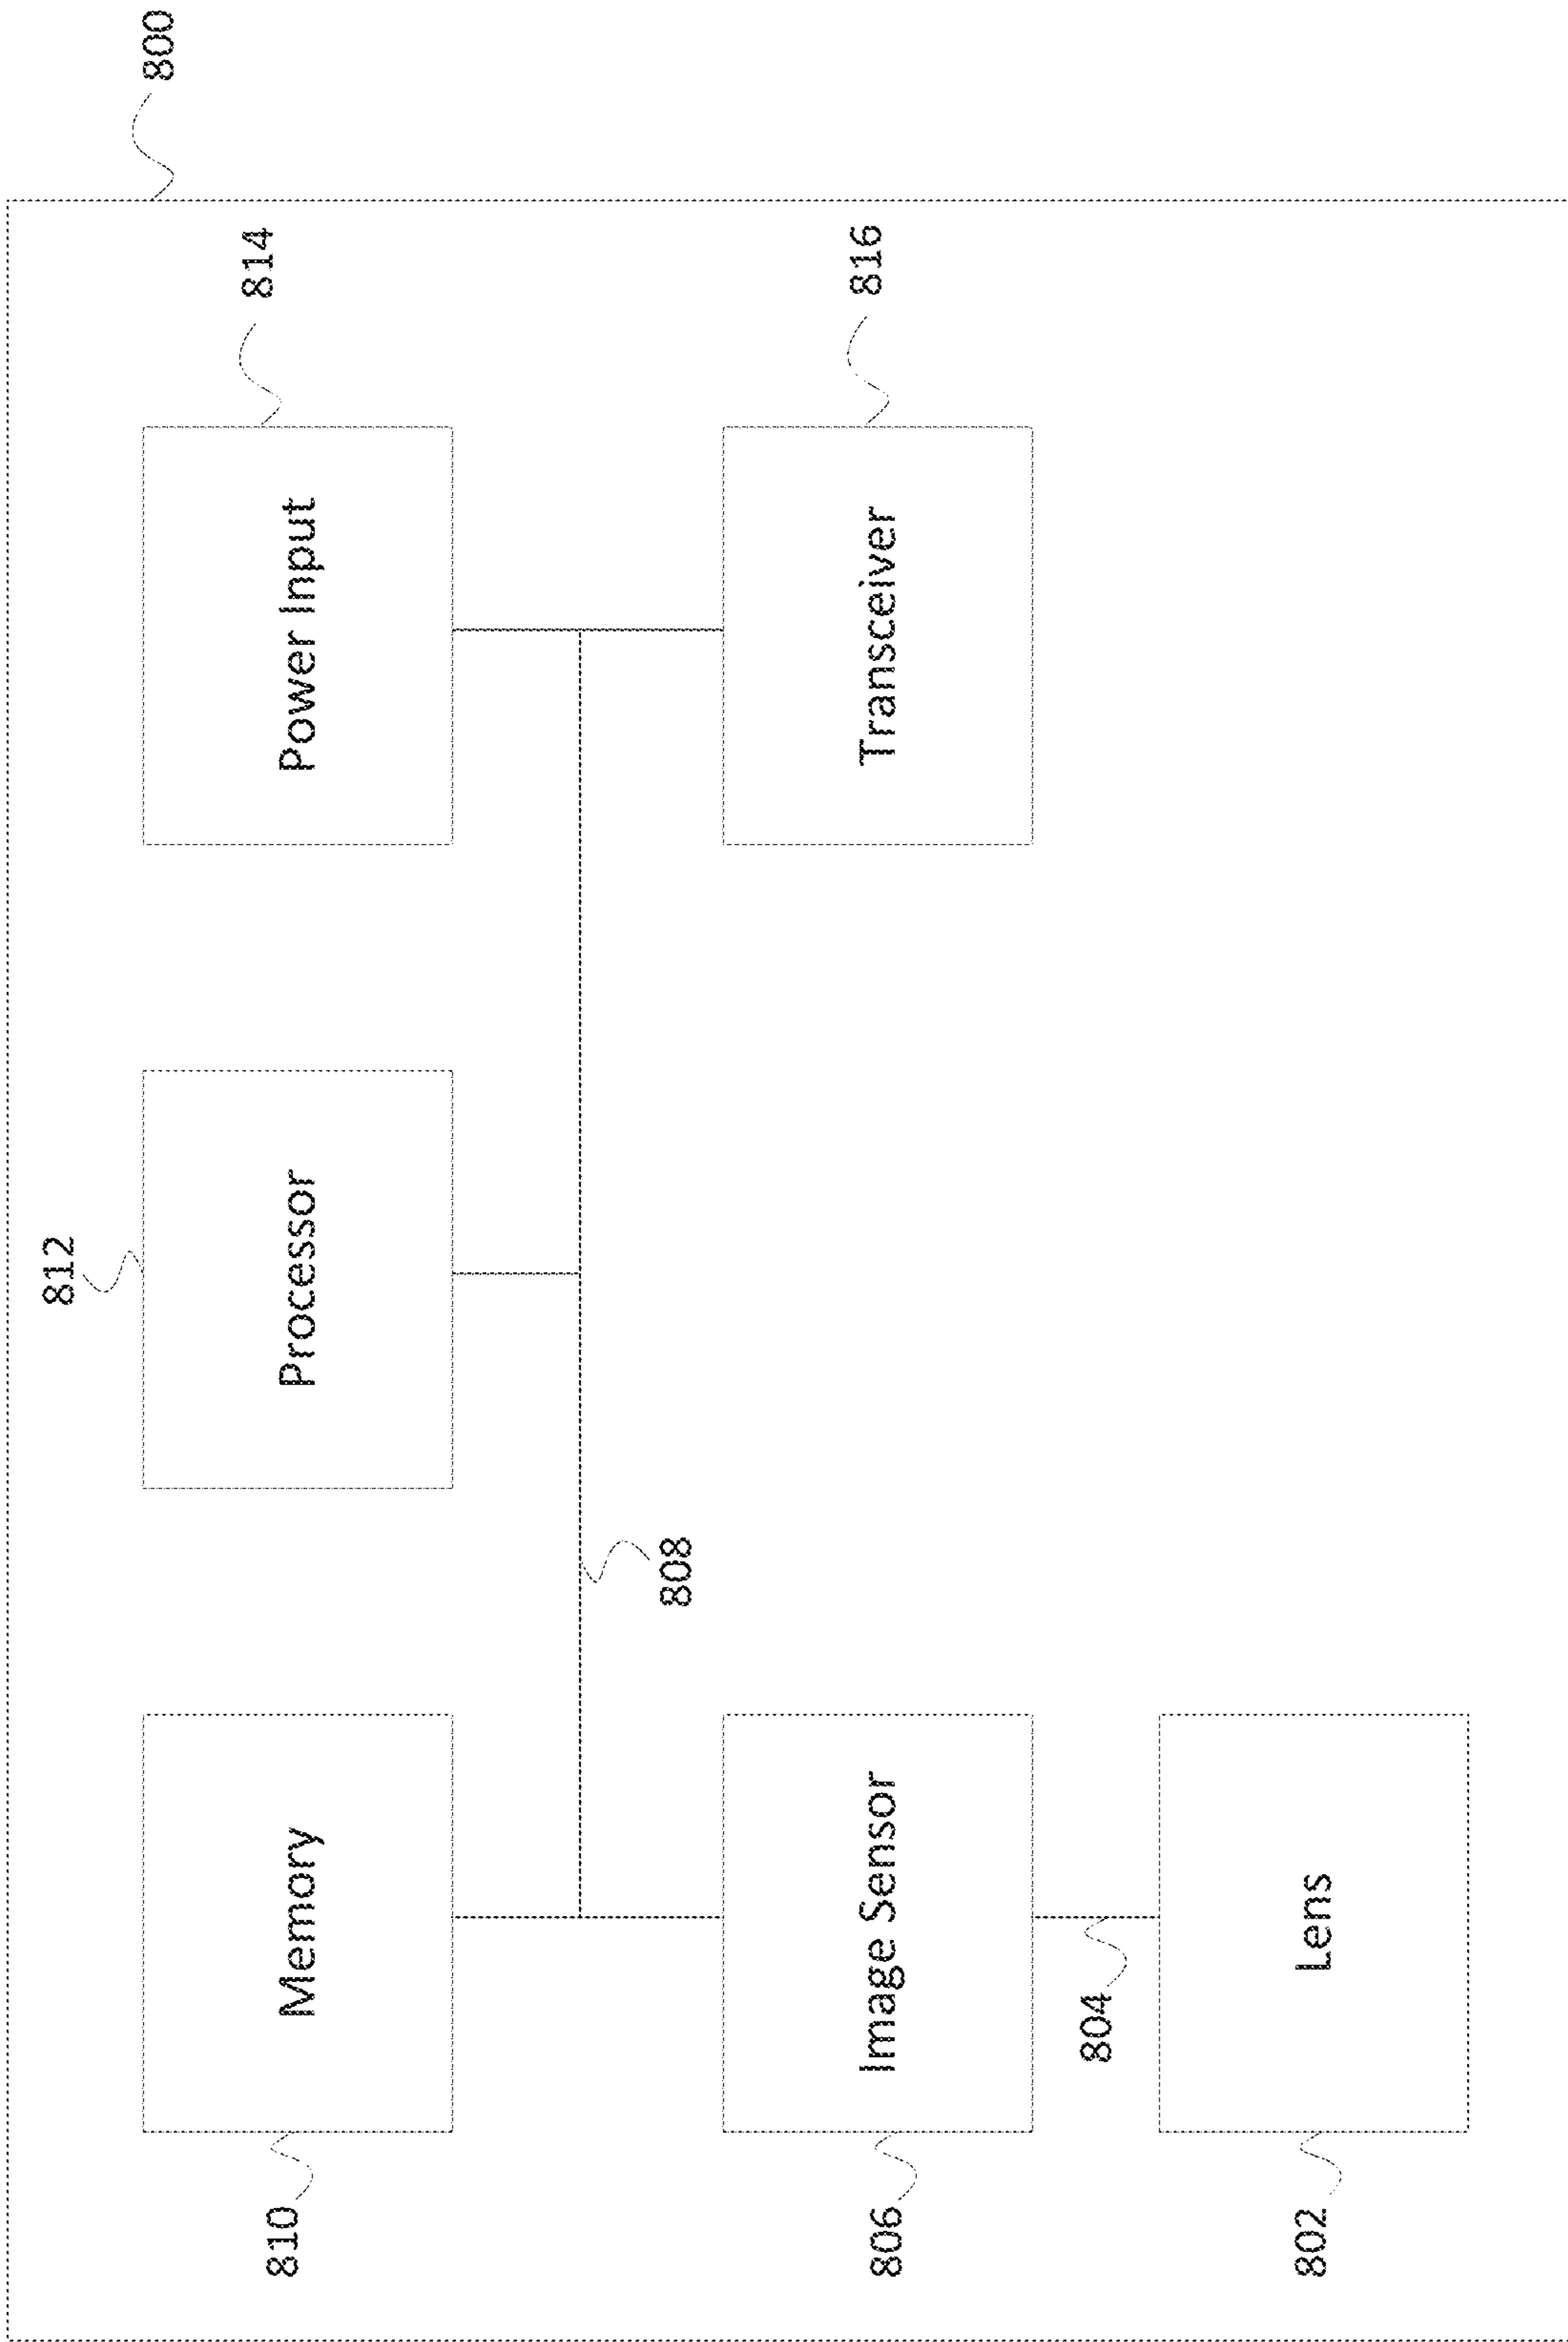 800
812
810
Memory
Processor
Power Input
814
808
806
Image Sensor
Transceiver
816
804
802
Lens